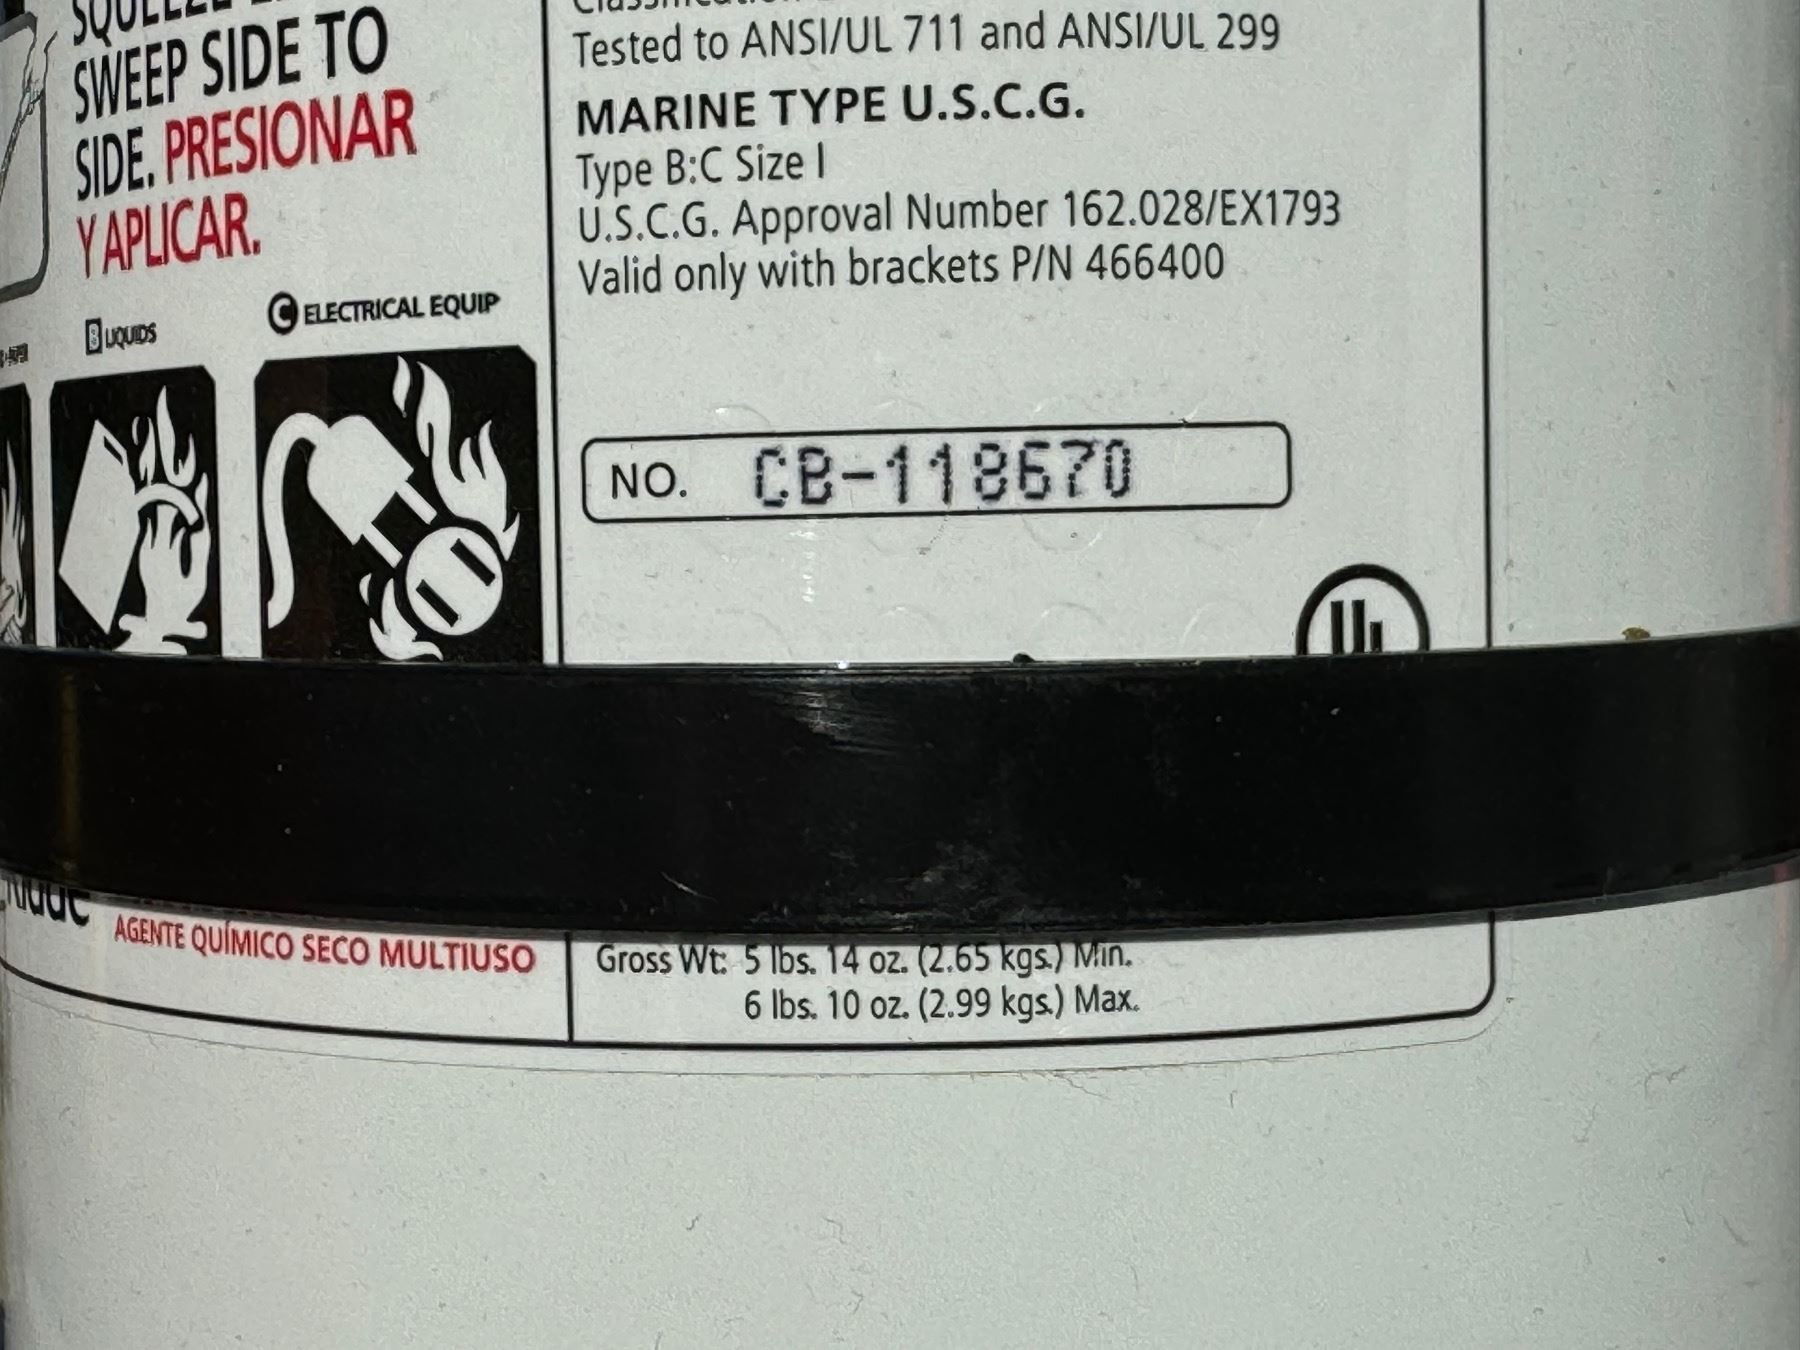 SQUEEZE
SWEEP SIDE TO
SIDE. PRESIONAR
Y APLICAR.
B LIQUIDS
C ELECTRICAL EQUIP
AGENTE QUÍMICO SECO MULTIUSO
Tested to ANSI/UL 711 and ANSI/UL 299
MARINE TYPE U.S.C.G.
Type B:C Size I
U.S.C.G. Approval Number 162.028/EX1793
Valid only with brackets P/N 466400
NO. CB-118670
Gross Wt: 5 lbs. 14 oz. (2.65 kgs.) Min.
6 lbs. 10 oz. (2.99 kgs.) Max.